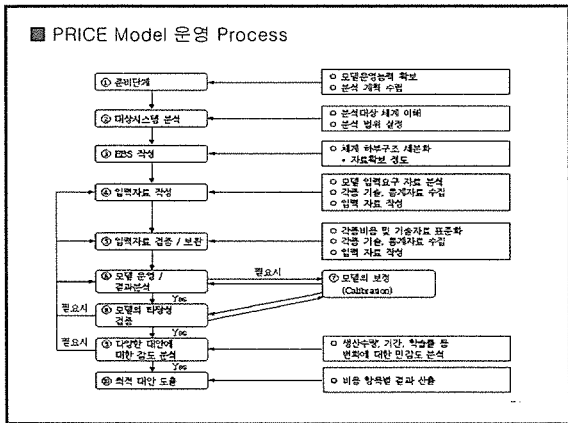 ■ PRICE Model 운영 Process
① 준비단계
○ 모델운영능력 확보
○ 분석 계획 수립
② 대상시스템 분석
○ 분석대상 체계 이해
○ 분석 범위 설정
③ EBS 작성
○ 체계 하부구조 세분화
• 자료확보 정도
④ 입력자료 작성
○ 모델 입력요구 자료 분석
○ 각종 기술, 통계자료 수집
○ 입력 자료 작성
⑤ 입력자료 검증 / 보완
○ 각종비용 및 기술자료 표준화
○ 각종 기술, 통계자료 수집
○ 입력 자료 작성
⑥ 모델 운영 /
결과분석
필요시
⑦ 모델의 보정
(Calibration)
Yes
필요시
⑧ 모델의 타당성
검증
Yes
필요시
⑨ 다양한 대안에
대한 감도 분석
○ 생산수량, 기간, 학습률 등
변화에 대한 민감도 분석
Yes
⑩ 최적 대안 도출
○ 비용 항목별 결과 산출